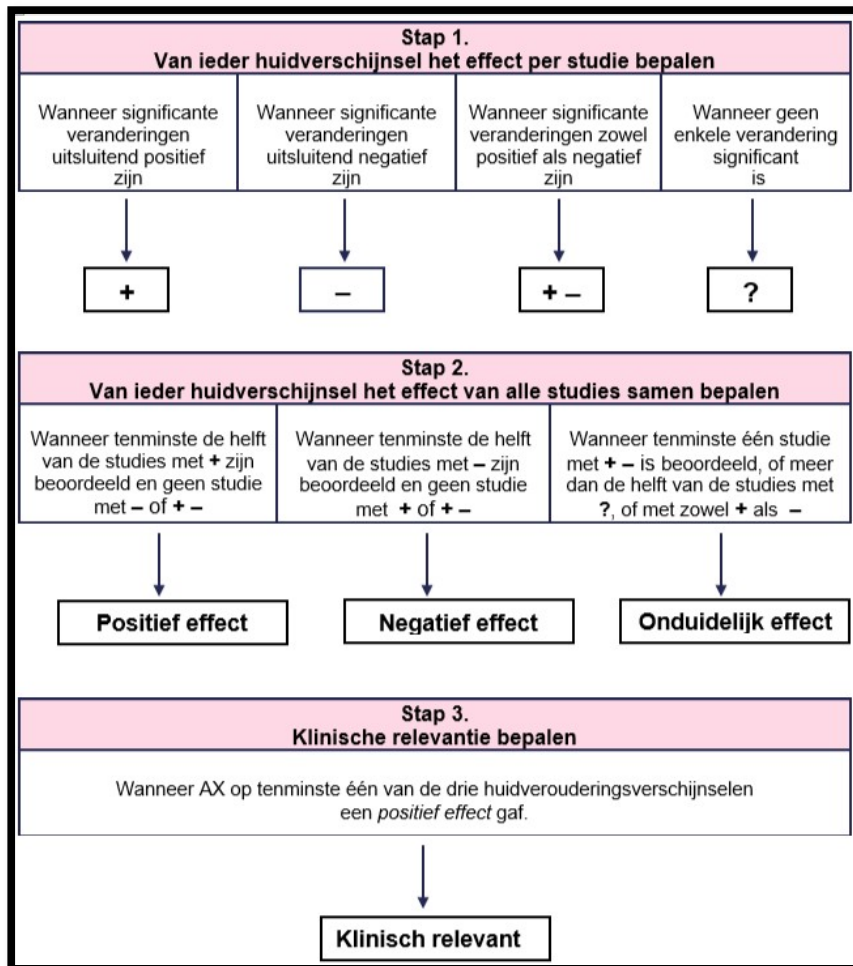 Stap 1.
Van ieder huidverschijnsel het effect per studie bepalen
Wanneer significante
veranderingen
uitsluitend positief
zijn
Wanneer significante
veranderingen
uitsluitend negatief
zijn
Wanneer significante
veranderingen zowel
positief als negatief
zijn
Wanneer geen
enkele verandering
significant
is
+
–
+ –
?
Stap 2.
Van ieder huidverschijnsel het effect van alle studies samen bepalen
Wanneer tenminste de helft
van de studies met + zijn
beoordeeld en geen studie
met – of + –
Wanneer tenminste de helft
van de studies met – zijn
beoordeeld en geen studie
met + of + –
Wanneer tenminste één studie
met + – is beoordeeld, of meer
dan de helft van de studies met
?, of met zowel + als –
Positief effect
Negatief effect
Onduidelijk effect
Stap 3.
Klinische relevantie bepalen
Wanneer AX op tenminste één van de drie huidverouderingsverschijnselen
een positief effect gaf.
Klinisch relevant